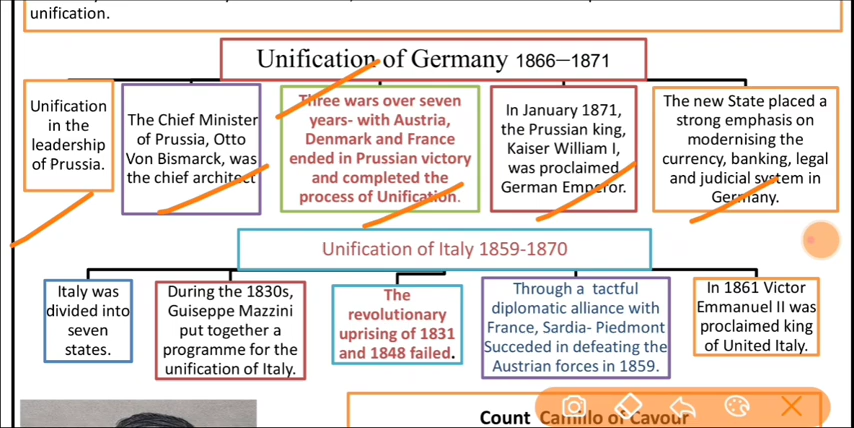 unification.
Unification of Germany 1866–1871
Unification
in the
leadership
of Prussia.
The Chief Minister
of Prussia, Otto
Von Bismarck, was
the chief architect
Three wars over seven
years- with Austria,
Denmark and France
ended in Prussian victory
and completed the
process of Unification.
In January 1871,
the Prussian king,
Kaiser William I,
was proclaimed
German Emperor.
The new State placed a
strong emphasis on
modernising the
currency, banking, legal
and judicial system in
Germany.
Unification of Italy 1859-1870
Italy was
divided into
seven
states.
During the 1830s,
Guiseppe Mazzini
put together a
programme for the
unification of Italy.
The
revolutionary
uprising of 1831
and 1848 failed.
Through a tactful
diplomatic alliance with
France, Sardia- Piedmont
Succeded in defeating the
Austrian forces in 1859.
In 1861 Victor
Emmanuel II was
proclaimed king
of United Italy.
Count Camillo of Cavour